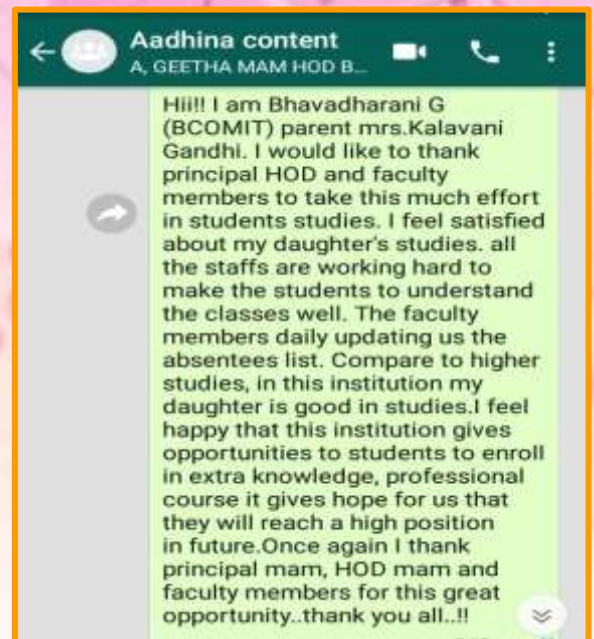 Aadhina content
A, GEETHA MAM HOD B...
Hii!! I am Bhavadharani G
(BCOMIT) parent mrs.Kalavani
Gandhi. I would like to thank
principal HOD and faculty
members to take this much effort
in students studies. I feel satisfied
about my daughter's studies. all
the staffs are working hard to
make the students to understand
the classes well. The faculty
members daily updating us the
absentees list. Compare to higher
studies, in this institution my
daughter is good in studies.I feel
happy that this institution gives
opportunities to students to enroll
in extra knowledge, professional
course it gives hope for us that
they will reach a high position
in future.Once again I thank
principal mam, HOD mam and
faculty members for this great
opportunity..thank you all..!!